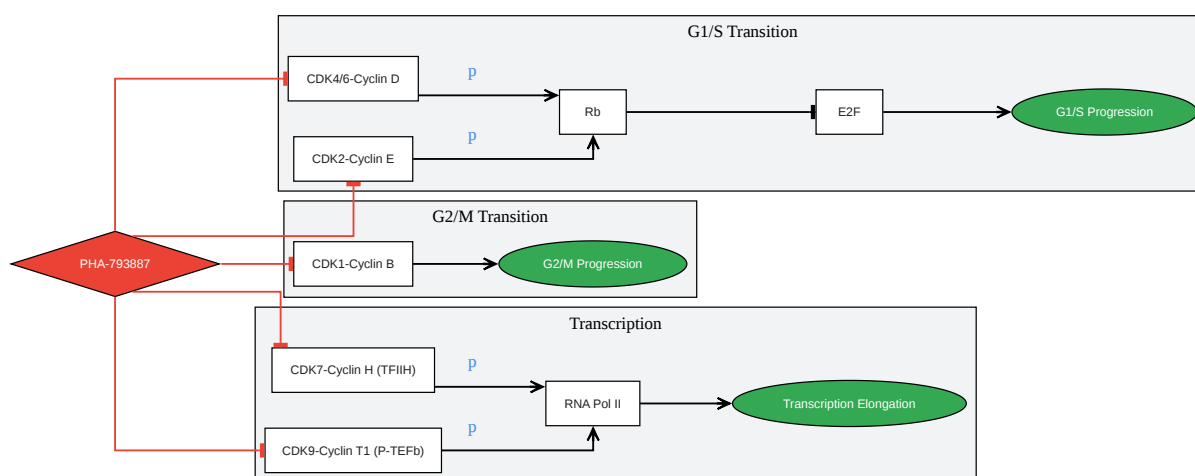 G1/S Transition
CDK4/6-Cyclin D
p
Rb
E2F
G1/S Progression
p
CDK2-Cyclin E
G2/M Transition
PHA-793887
CDK1-Cyclin B
G2/M Progression
Transcription
CDK7-Cyclin H (TFIIH)
p
RNA Pol II
Transcription Elongation
p
CDK9-Cyclin T1 (P-TEFb)